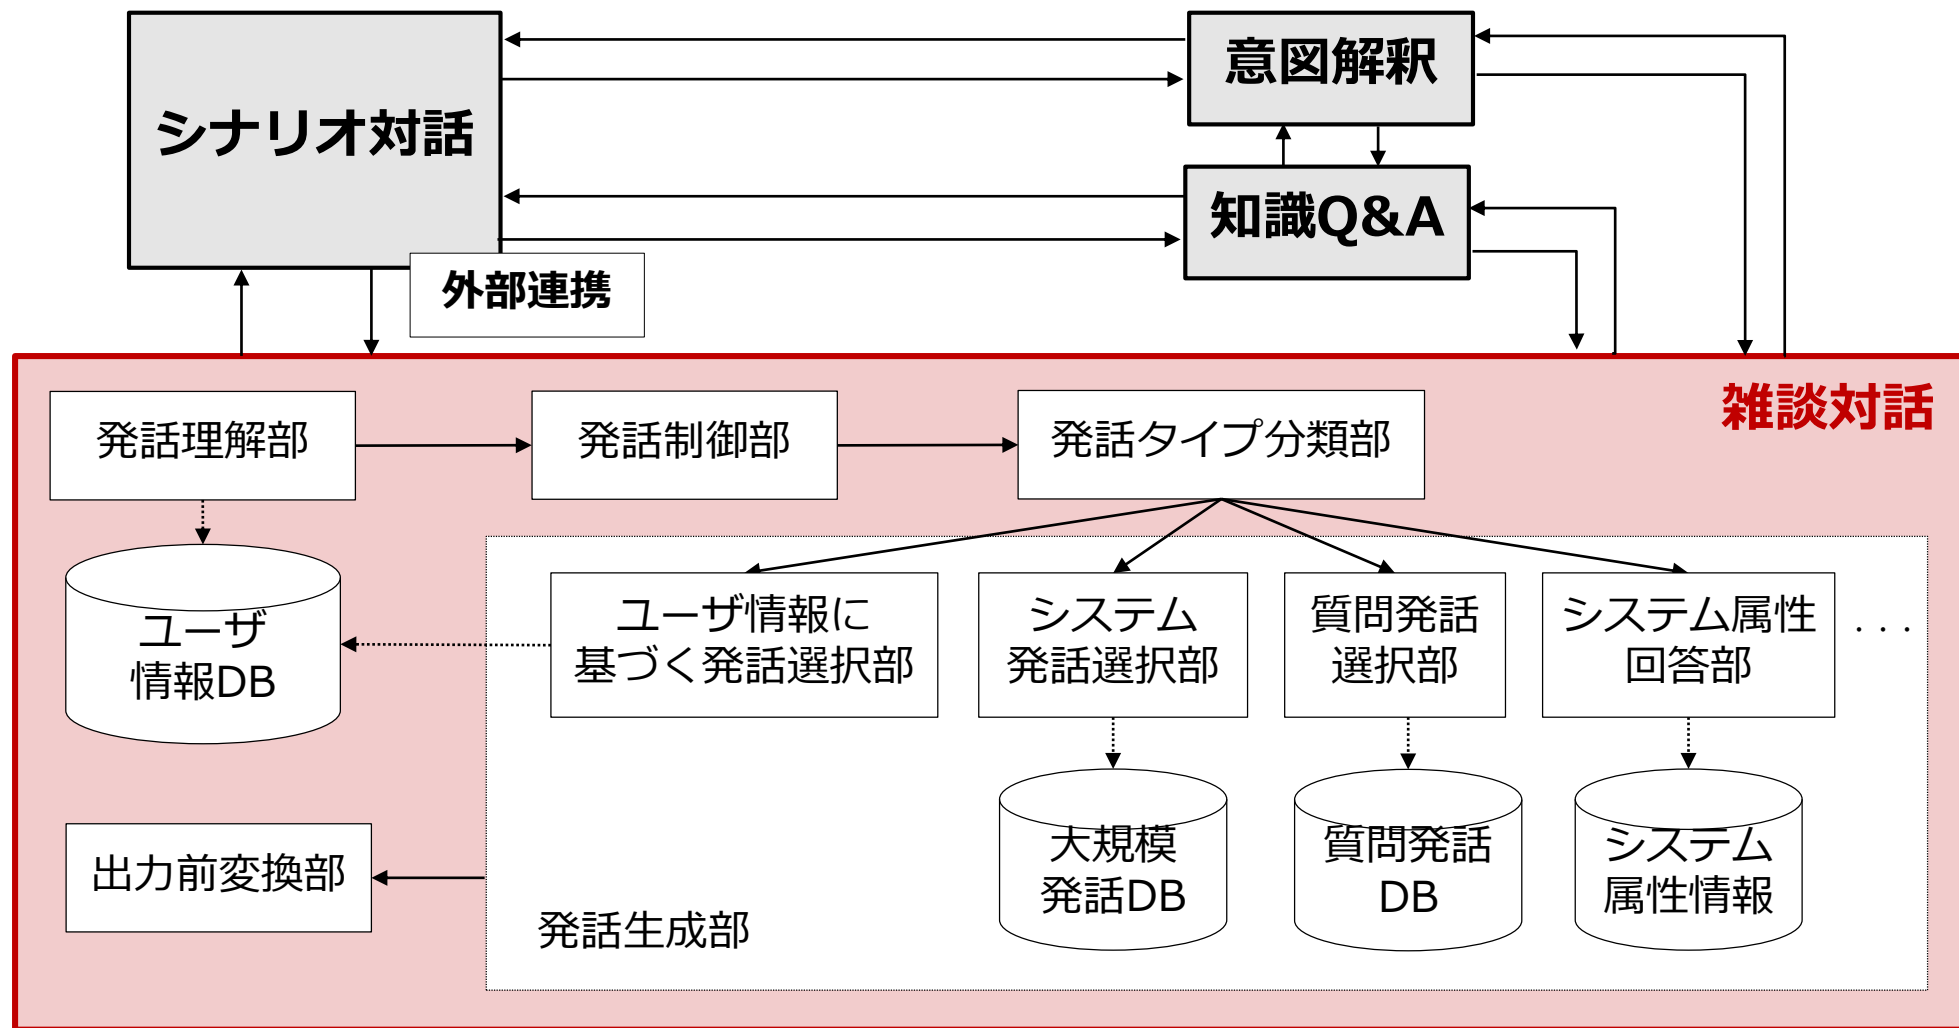 シナリオ対話
意図解釈
知識Q&A
外部連携
雑談対話
発話理解部
発話制御部
発話タイプ分類部
ユーザ
情報DB
ユーザ情報に
基づく発話選択部
システム
発話選択部
質問発話
選択部
システム属性
回答部
...
大規模
発話DB
質問発話
DB
システム
属性情報
出力前変換部
発話生成部